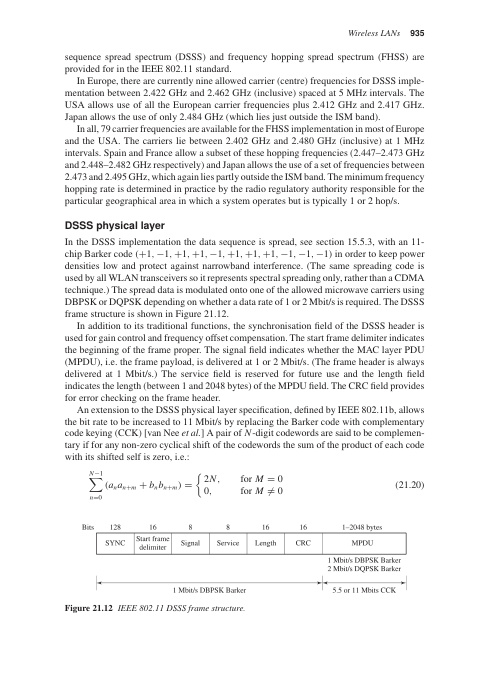 Wireless LANs 935
sequence spread spectrum (DSSS) and frequency hopping spread spectrum (FHSS) are
provided for in the IEEE 802.11 standard.
In Europe, there are currently nine allowed carrier (centre) frequencies for DSSS imple-
mentation between 2.422 GHz and 2.462 GHz (inclusive) spaced at 5 MHz intervals. The
USA allows use of all the European carrier frequencies plus 2.412 GHz and 2.417 GHz.
Japan allows the use of only 2.484 GHz (which lies just outside the ISM band).
In all, 79 carrier frequencies are available for the FHSS implementation in most of Europe
and the USA. The carriers lie between 2.402 GHz and 2.480 GHz (inclusive) at 1 MHz
intervals. Spain and France allow a subset of these hopping frequencies (2.447–2.473 GHz
and 2.448–2.482 GHz respectively) and Japan allows the use of a set of frequencies between
2.473 and 2.495 GHz, which again lies partly outside the ISM band. The minimum frequency
hopping rate is determined in practice by the radio regulatory authority responsible for the
particular geographical area in which a system operates but is typically 1 or 2 hop/s.
DSSS physical layer
In the DSSS implementation the data sequence is spread, see section 15.5.3, with an 11-
chip Barker code (+1, −1, +1, +1, −1, +1, +1, +1, −1, −1, −1) in order to keep power
densities low and protect against narrowband interference. (The same spreading code is
used by all WLAN transceivers so it represents spectral spreading only, rather than a CDMA
technique.) The spread data is modulated onto one of the allowed microwave carriers using
DBPSK or DQPSK depending on whether a data rate of 1 or 2 Mbit/s is required. The DSSS
frame structure is shown in Figure 21.12.
In addition to its traditional functions, the synchronisation field of the DSSS header is
used for gain control and frequency offset compensation. The start frame delimiter indicates
the beginning of the frame proper. The signal field indicates whether the MAC layer PDU
(MPDU), i.e. the frame payload, is delivered at 1 or 2 Mbit/s. (The frame header is always
delivered at 1 Mbit/s.) The service field is reserved for future use and the length field
indicates the length (between 1 and 2048 bytes) of the MPDU field. The CRC field provides
for error checking on the frame header.
An extension to the DSSS physical layer specification, defined by IEEE 802.11b, allows
the bit rate to be increased to 11 Mbit/s by replacing the Barker code with complementary
code keying (CCK) [van Nee et al.] A pair of N-digit codewords are said to be complemen-
tary if for any non-zero cyclical shift of the codewords the sum of the product of each code
with its shifted self is zero, i.e.:
N−1
∑ (aₙaₙ₊ₘ + bₙbₙ₊ₘ) = { 2N, for M = 0
n=0 0, for M ≠ 0 (21.20)
Bits 128 16 8 8 16 16 1–2048 bytes
SYNC Start frame delimiter Signal Service Length CRC MPDU
1 Mbit/s DBPSK Barker
2 Mbit/s DQPSK Barker
1 Mbit/s DBPSK Barker 5.5 or 11 Mbits CCK
Figure 21.12 IEEE 802.11 DSSS frame structure.